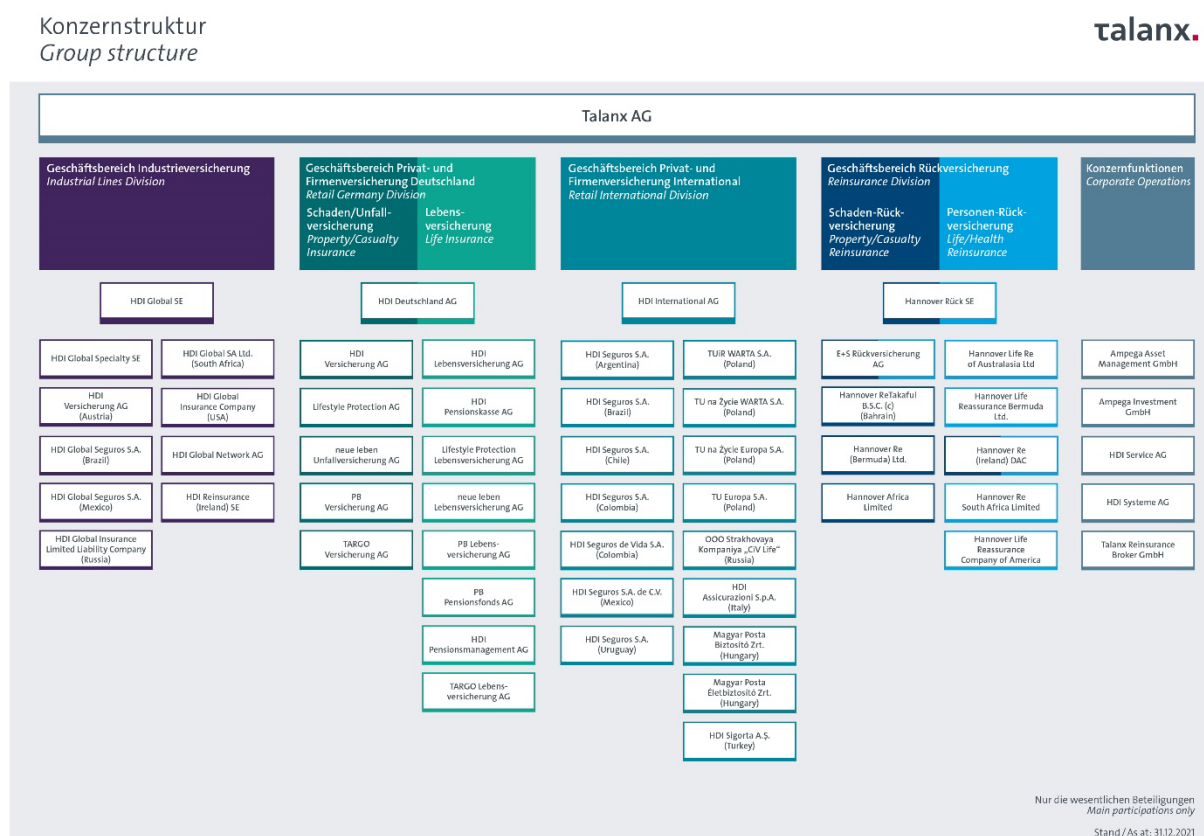 Konzernstruktur
Group structure
talanx.
Talanx AG
Geschäftsbereich Industrieversicherung
Industrial Lines Division
Geschäftsbereich Privat- und
Firmenversicherung Deutschland
Retail Germany Division
Schaden/Unfall-
versicherung
Property/Casualty
Insurance
Lebens-
versicherung
Life Insurance
Geschäftsbereich Privat- und
Firmenversicherung International
Retail International Division
Geschäftsbereich Rückversicherung
Reinsurance Division
Schaden-Rück-
versicherung
Property/Casualty
Reinsurance
Personen-Rück-
versicherung
Life/Health
Reinsurance
Konzernfunktionen
Corporate Operations
HDI Global SE
HDI Deutschland AG
HDI International AG
Hannover Rück SE
HDI Global Specialty SE
HDI
Versicherung AG
(Austria)
HDI Global Seguros S.A.
(Brazil)
HDI Global Seguros S.A.
(Mexico)
HDI Global Insurance
Limited Liability Company
(Russia)
HDI Global SA Ltd.
(South Africa)
HDI Global
Insurance Company
(USA)
HDI Global Network AG
HDI Reinsurance
(Ireland) SE
HDI
Versicherung AG
Lifestyle Protection AG
neue leben
Unfallversicherung AG
PB
Versicherung AG
TARGO
Versicherung AG
HDI
Lebensversicherung AG
HDI
Pensionskasse AG
Lifestyle Protection
Lebensversicherung AG
neue leben
Lebensversicherung AG
PB Lebens-
versicherung AG
PB
Pensionsfonds AG
HDI
Pensionsmanagement AG
TARGO Lebens-
versicherung AG
HDI Seguros S.A.
(Argentina)
HDI Seguros S.A.
(Brazil)
HDI Seguros S.A.
(Chile)
HDI Seguros S.A.
(Colombia)
HDI Seguros de Vida S.A.
(Colombia)
HDI Seguros S.A. de C.V.
(Mexico)
HDI Seguros S.A.
(Uruguay)
TUiR WARTA S.A.
(Poland)
TU na Życie WARTA S.A.
(Poland)
TU na Życie Europa S.A.
(Poland)
TU Europa S.A.
(Poland)
OOO Strakhovaya
Kompaniya „CiV Life“
(Russia)
HDI
Assicurazioni S.p.A.
(Italy)
Magyar Posta
Biztosító Zrt.
(Hungary)
Magyar Posta
Életbiztosító Zrt.
(Hungary)
HDI Sigorta A.Ş.
(Turkey)
E+S Rückversicherung
AG
Hannover ReTakaful
B.S.C. (c)
(Bahrain)
Hannover Re
(Bermuda) Ltd.
Hannover Africa
Limited
Hannover Life Re
of Australasia Ltd
Hannover Life
Reassurance Bermuda
Ltd.
Hannover Re
(Ireland) DAC
Hannover Re
South Africa Limited
Hannover Life
Reassurance
Company of America
Ampega Asset
Management GmbH
Ampega Investment
GmbH
HDI Service AG
HDI Systeme AG
Talanx Reinsurance
Broker GmbH
Nur die wesentlichen Beteiligungen
Main participations only
Stand / As at: 31.12.2021